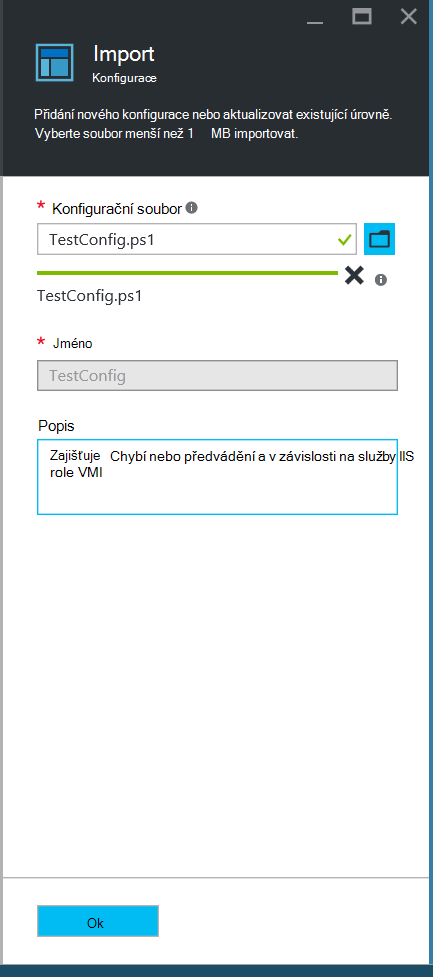 Import
Konfigurace
Přidání nového konfigurace nebo aktualizovat existující úrovně.
Vyberte soubor menší než 1 MB importovat.
* Konfigurační soubor
TestConfig.ps1
TestConfig.ps1
* Jméno
TestConfig
Popis
Zajišťuje Chybí nebo předvádění a v závislosti na služby IIS
role VMI
Ok